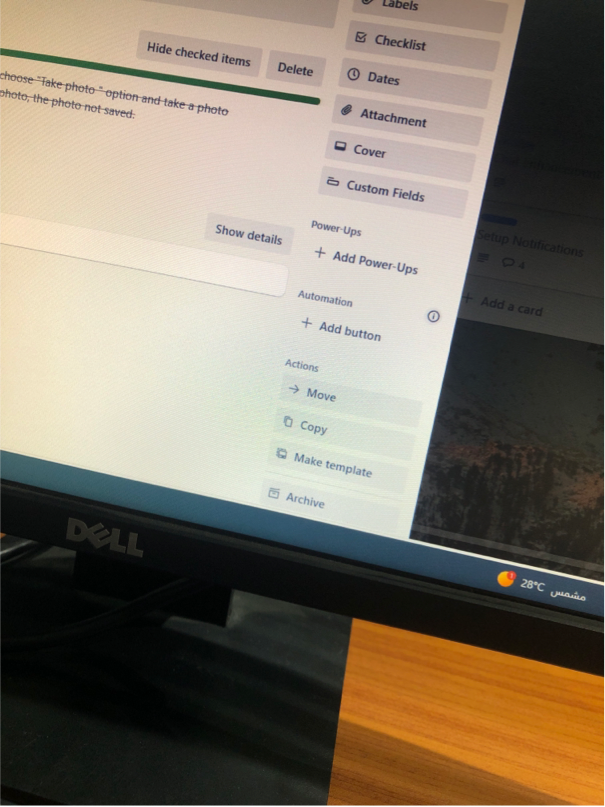 Labels
Checklist
Hide checked items
Delete
Dates
choose "Take photo " option and take a photo
photo, the photo not saved.
Attachment
Cover
Custom Fields
Power-Ups
Show details
Add Power-Ups
Setup Notifications
4
Add a card
Automation
Add button
Actions
Move
Copy
Make template
Archive
DELL
28°C مشمس